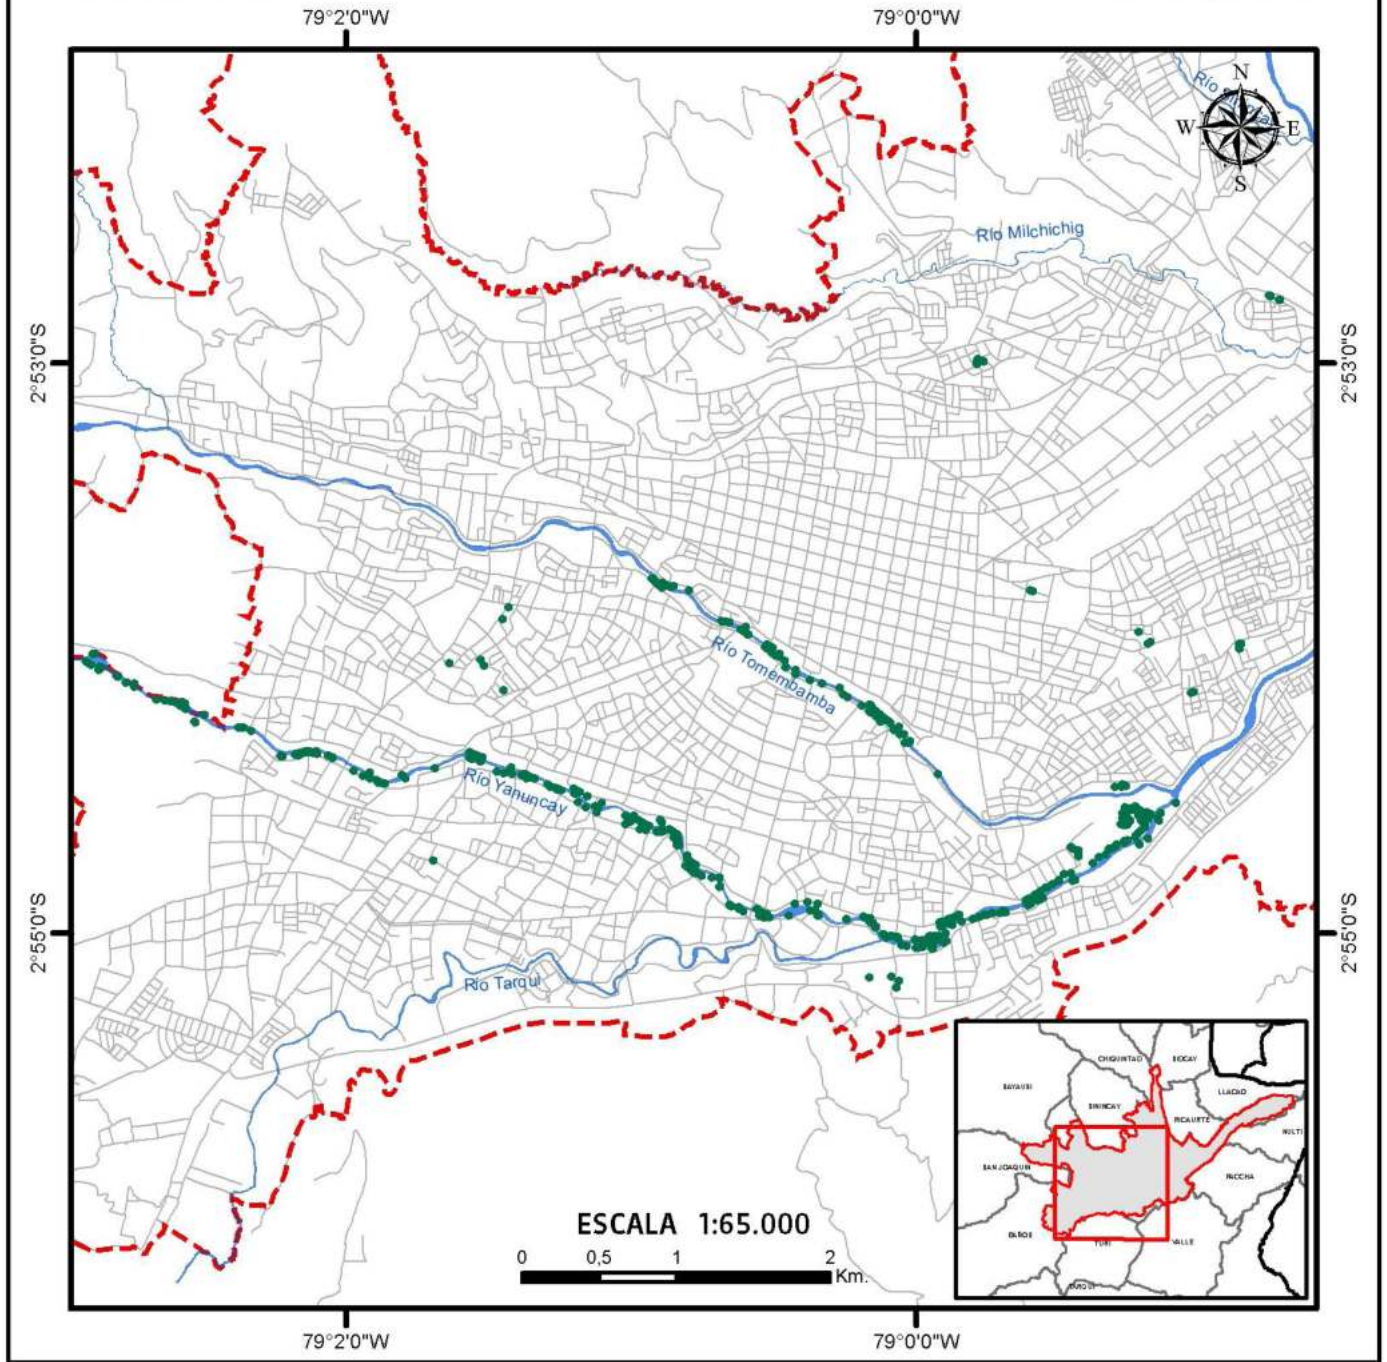 79°2'0"W
79°0'0"W
N
W
E
S
Río
Río Milchichig
2°53'0"S
2°53'0"S
Río Tomembamba
Río Yanuncay
2°55'0"S
2°55'0"S
Río Tarqui
ESCALA 1:65.000
0 0,5 1 2
Km.
CHIQUINTAD
SIDCAY
SAYAUSI
LLACAO
SININCAY
RICAURTE
NULTI
SAN JOAQUIN
PACCHA
BAÑOS
TURI
VALLE
TARQUI
79°2'0"W
79°0'0"W